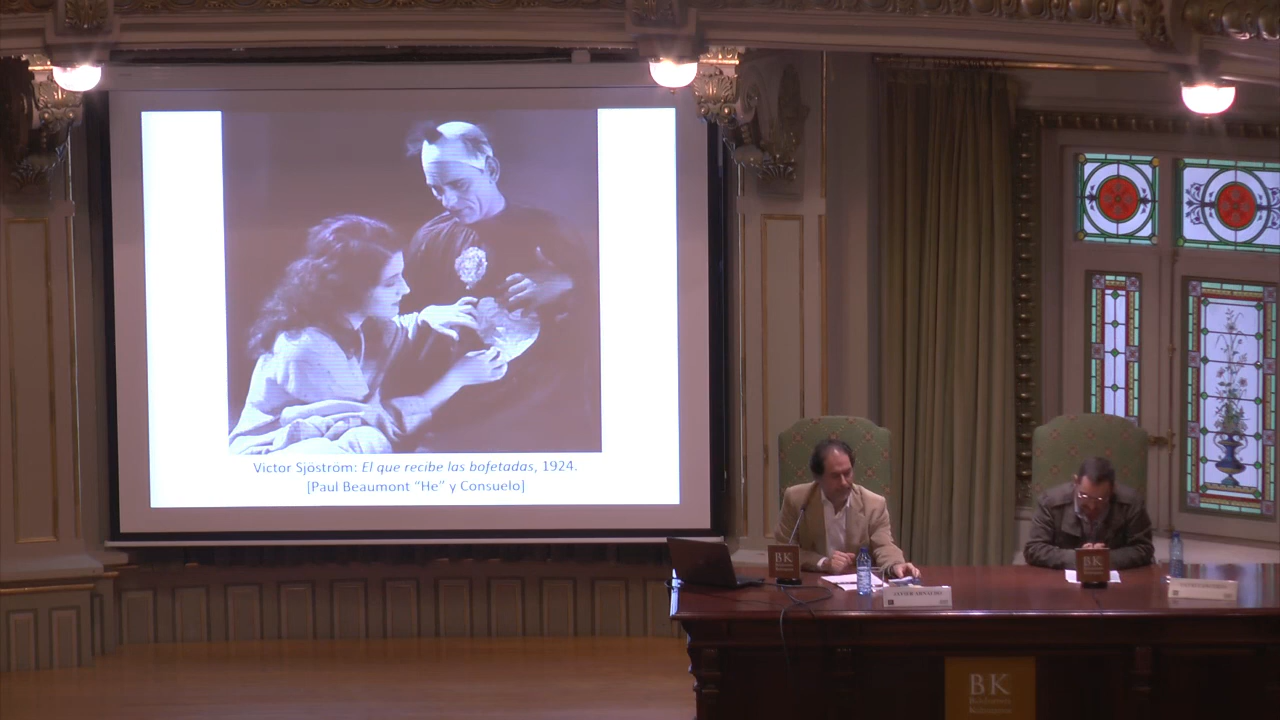 Victor Sjöström: El que recibe las bofetadas, 1924.
[Paul Beaumont “He” y Consuelo]
BK
BK
BK